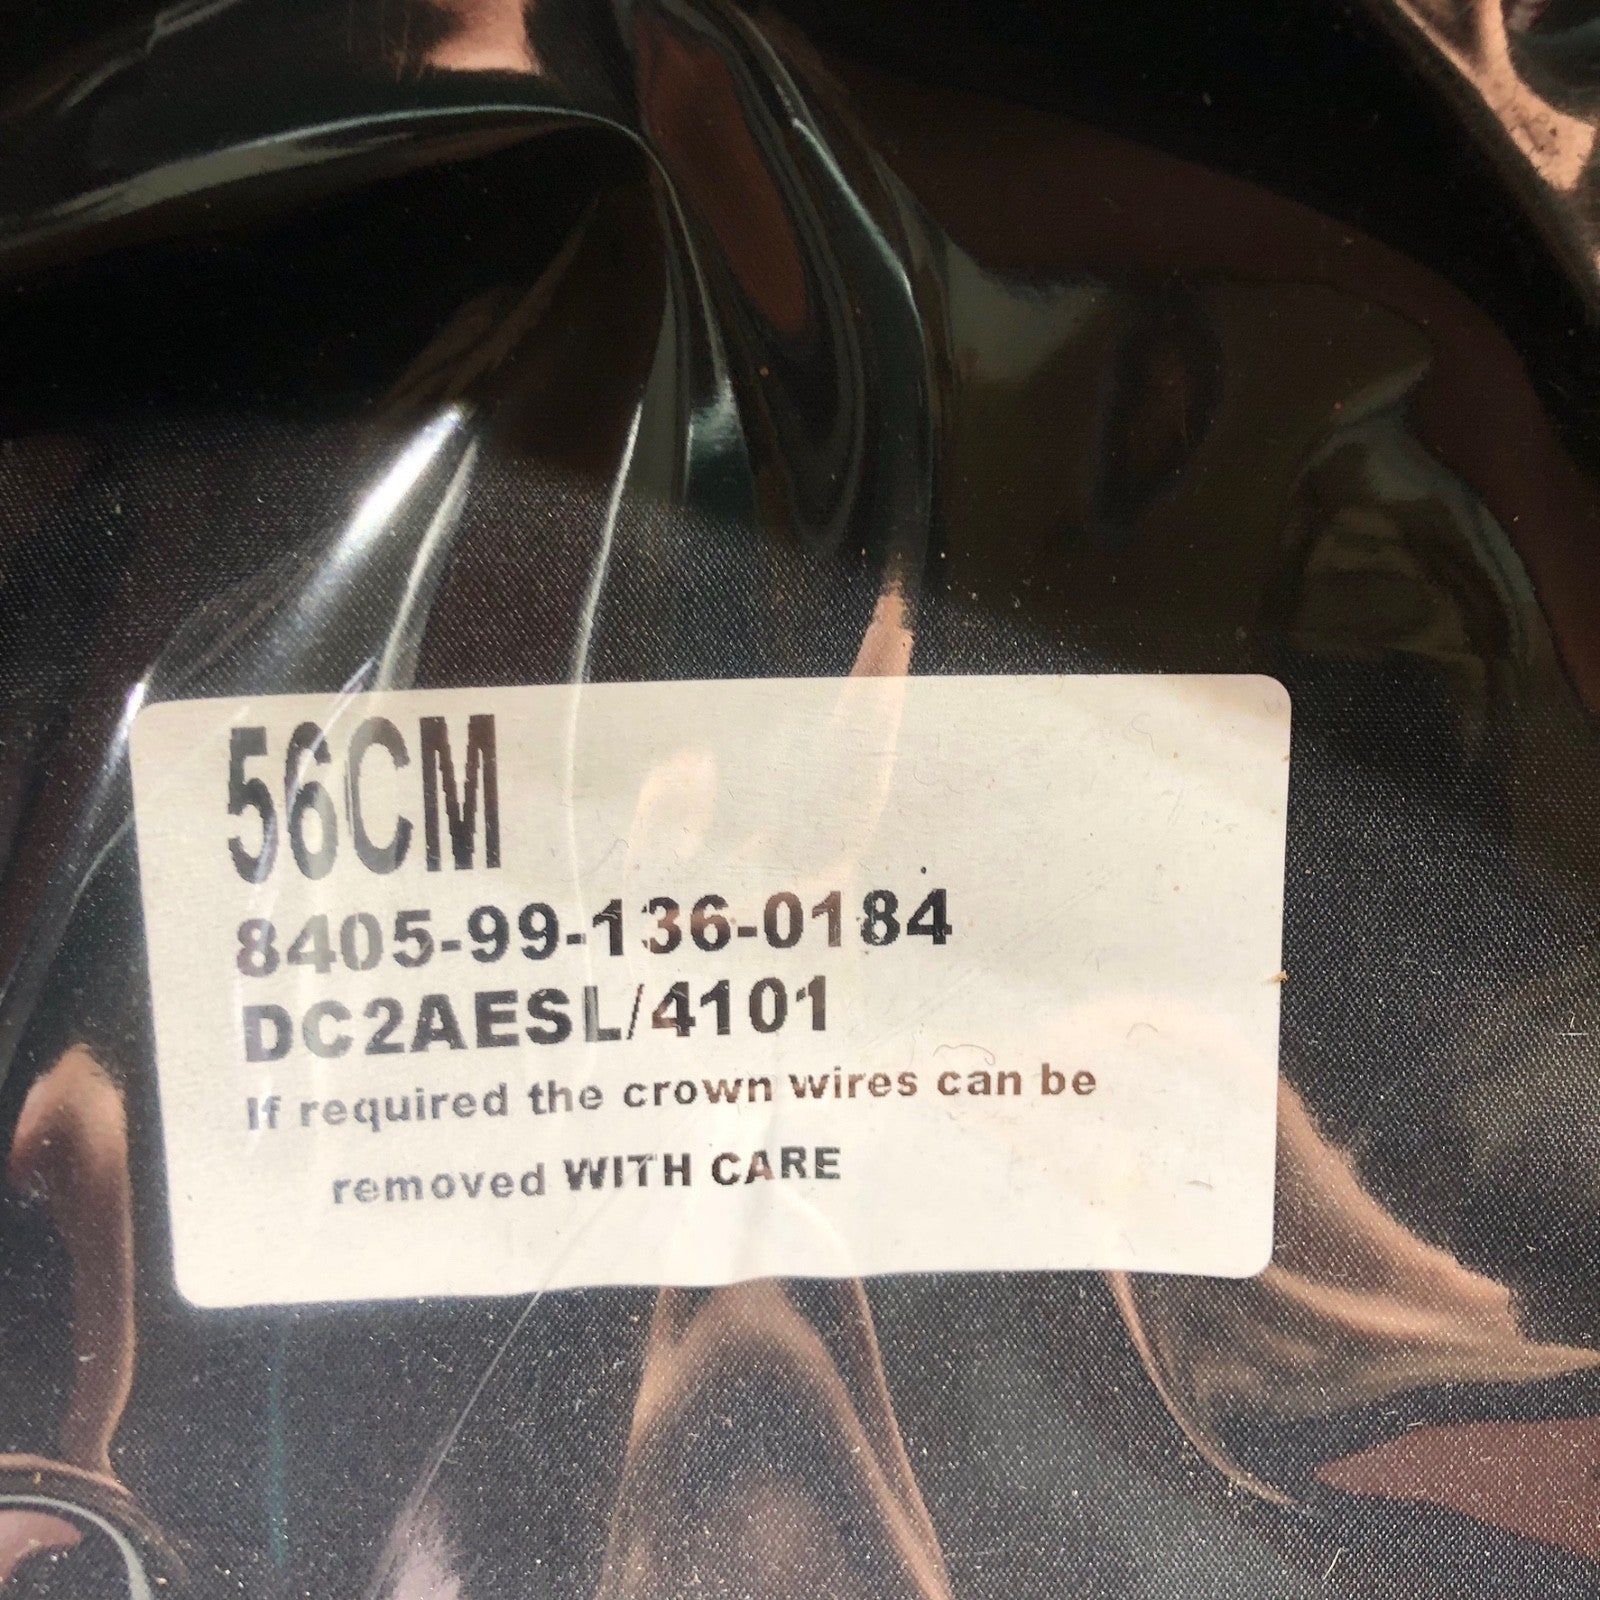 56CM
8405-99-136-0184
DC2AESL/4101
If required the crown wires can be
removed WITH CARE